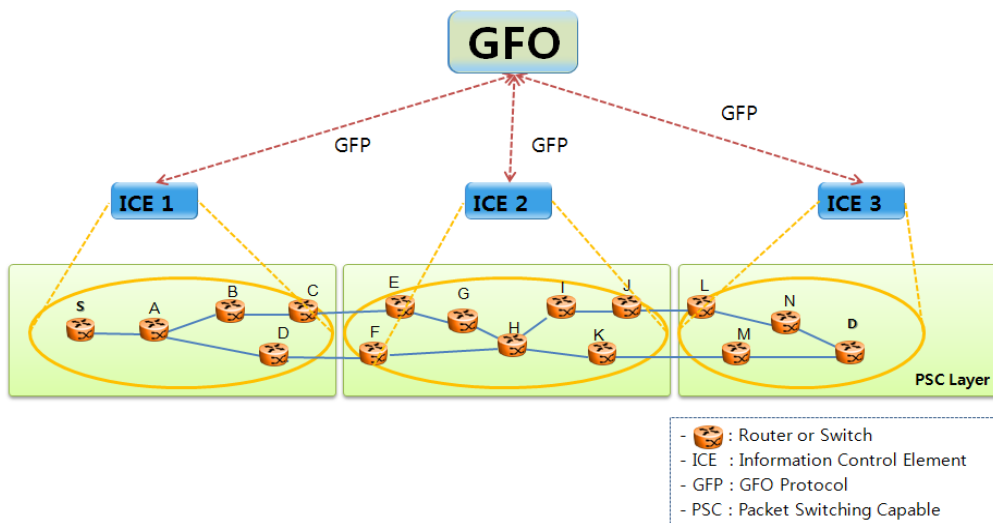 GFO
GFP
GFP
GFP
ICE 1
ICE 2
ICE 3
S
A
B
C
D
E
F
G
H
I
J
K
L
M
N
D
PSC Layer
- : Router or Switch
- ICE : Information Control Element
- GFP : GFO Protocol
- PSC : Packet Switching Capable